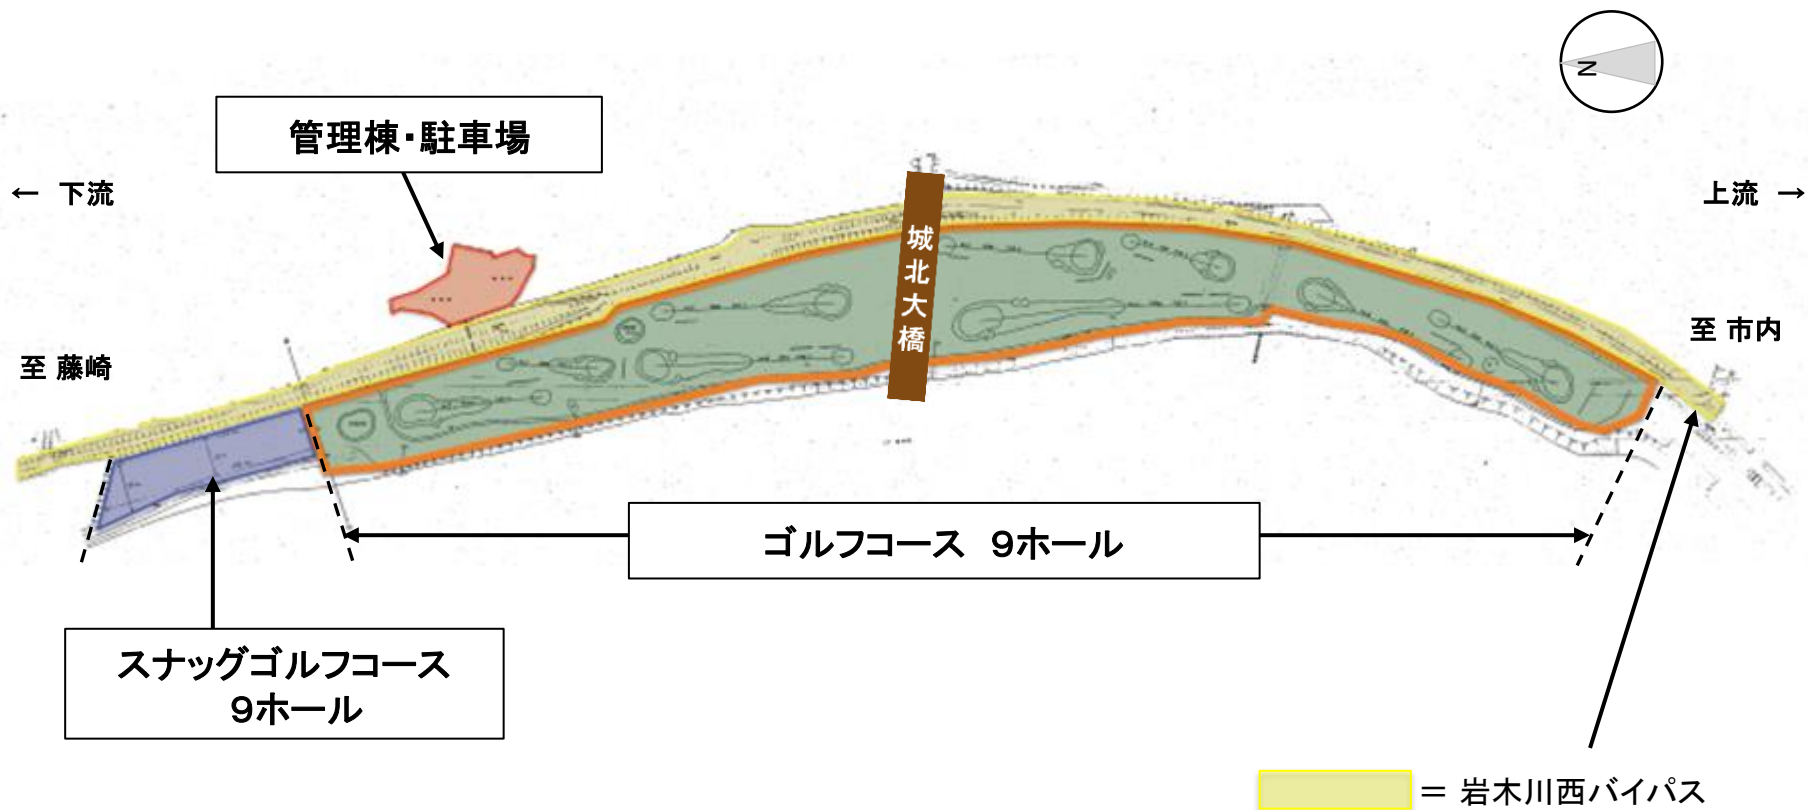 N
管理棟・駐車場
← 下流
上流 →
城北大橋
至 市内
至 藤崎
ゴルフコース 9ホール
スナッグゴルフコース
9ホール
= 岩木川西バイパス